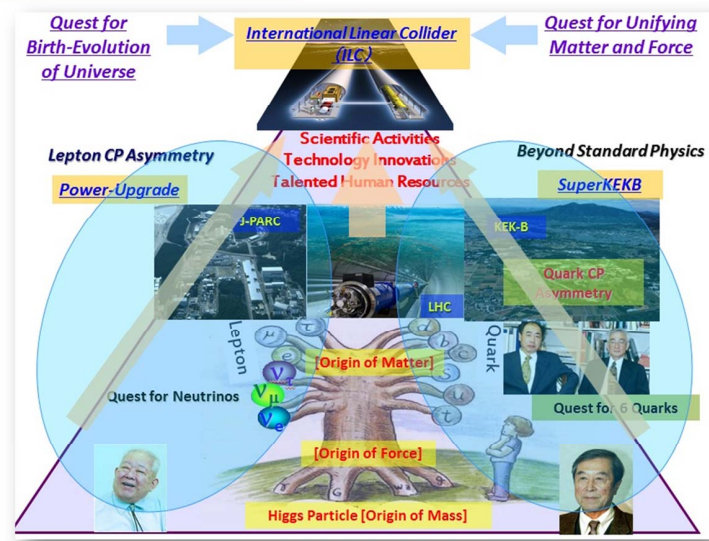 Quest for
Birth-Evolution
of Universe
International Linear Collider
(ILC)
Quest for Unifying
Matter and Force
Scientific Activities
Technology Innovations
Talented Human Resources
Lepton CP Asymmetry
Power-Upgrade
Beyond Standard Physics
SuperKEKB
J-PARC
KEK-B
Quark CP
Asymmetry
LHC
Lepton
Quark
μ
τ
e
d
b
c
s
u
t
[Origin of Matter]
ντ
νμ
νe
Quest for Neutrinos
Quest for 6 Quarks
[Origin of Force]
Higgs Particle [Origin of Mass]